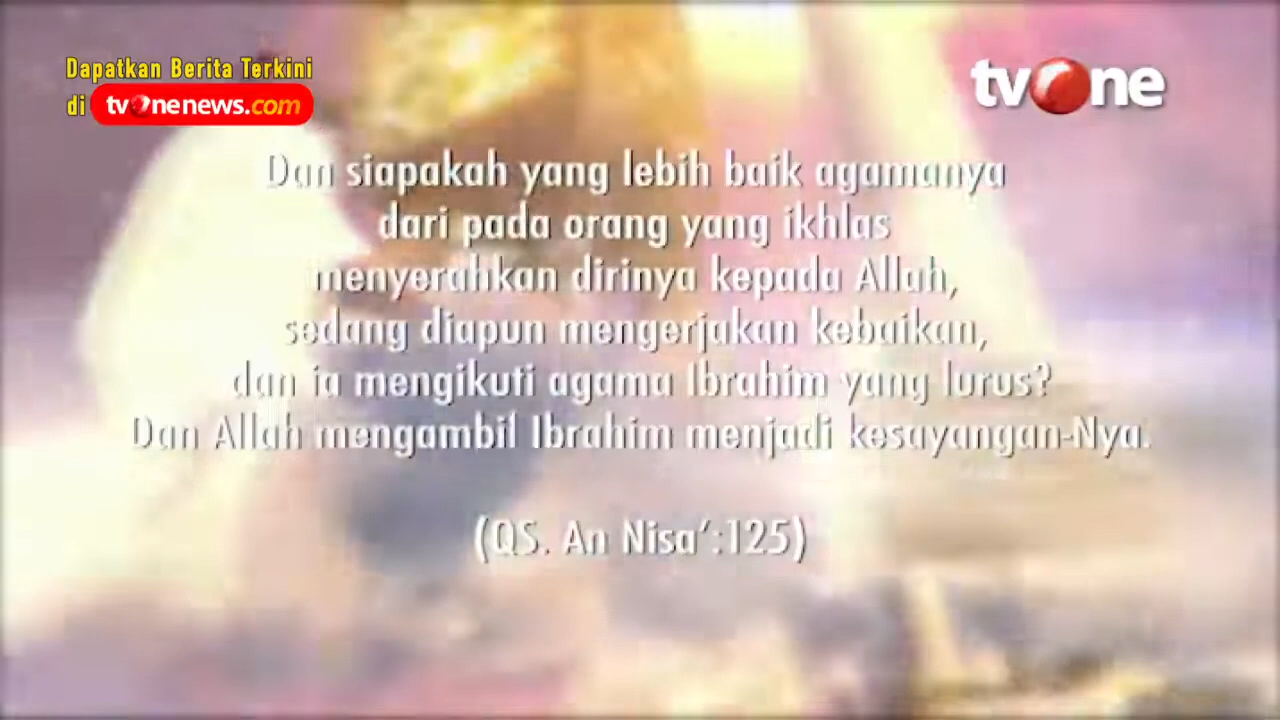 Dapatkan Berita Terkini
di tvOnenews.com
tvOne
Dan siapakah yang lebih baik agamanya
dari pada orang yang ikhlas
menyerahkan dirinya kepada Allah,
sedang diapun mengerjakan kebaikan,
dan ia mengikuti agama Ibrahim yang lurus?
Dan Allah mengambil Ibrahim menjadi kesayangan-Nya.
(QS. An Nisa':125)